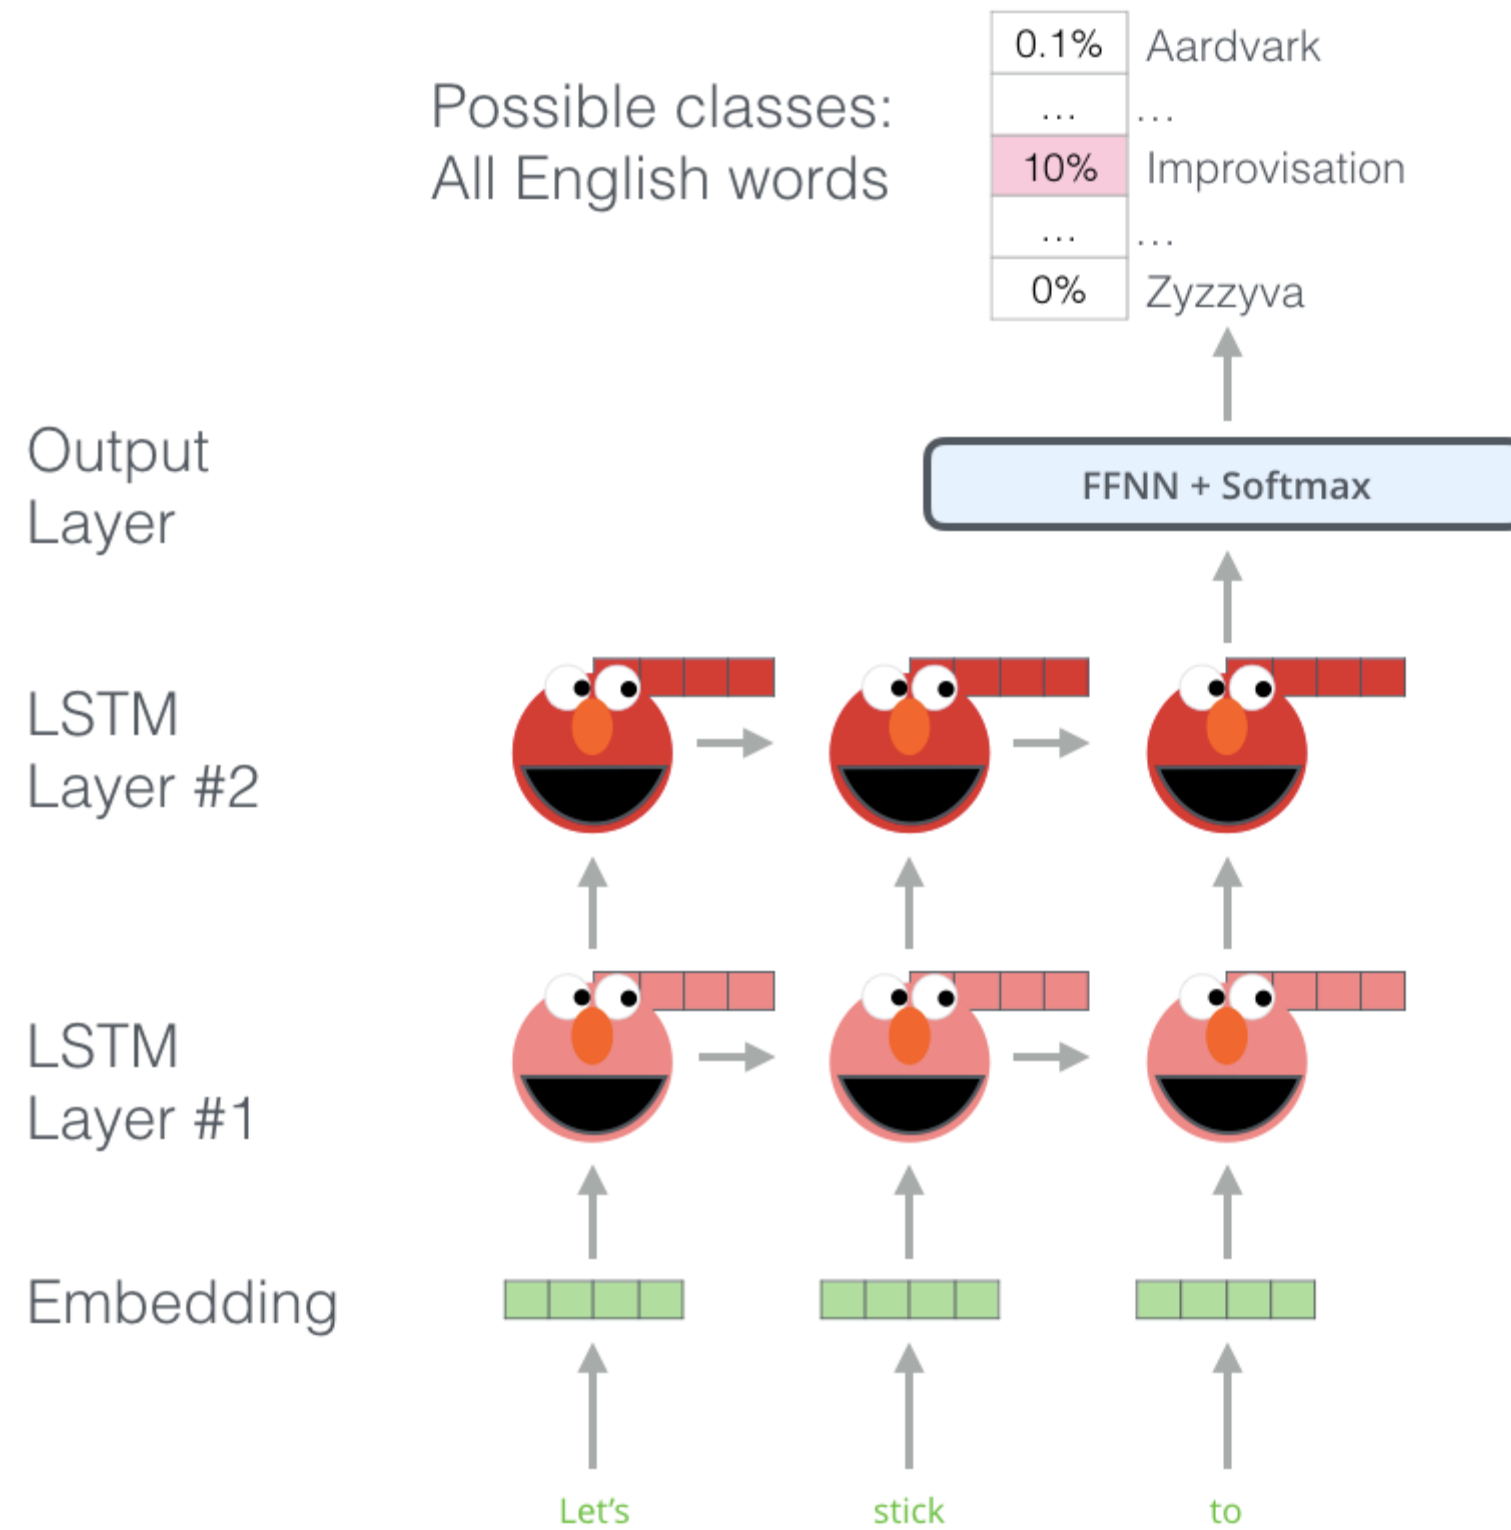 0.1% Aardvark
Possible classes:
... ...
All English words
10% Improvisation
... ...
0% Zyzzyva
Output
Layer
FFNN + Softmax
LSTM
Layer #2
LSTM
Layer #1
Embedding
Let's stick to